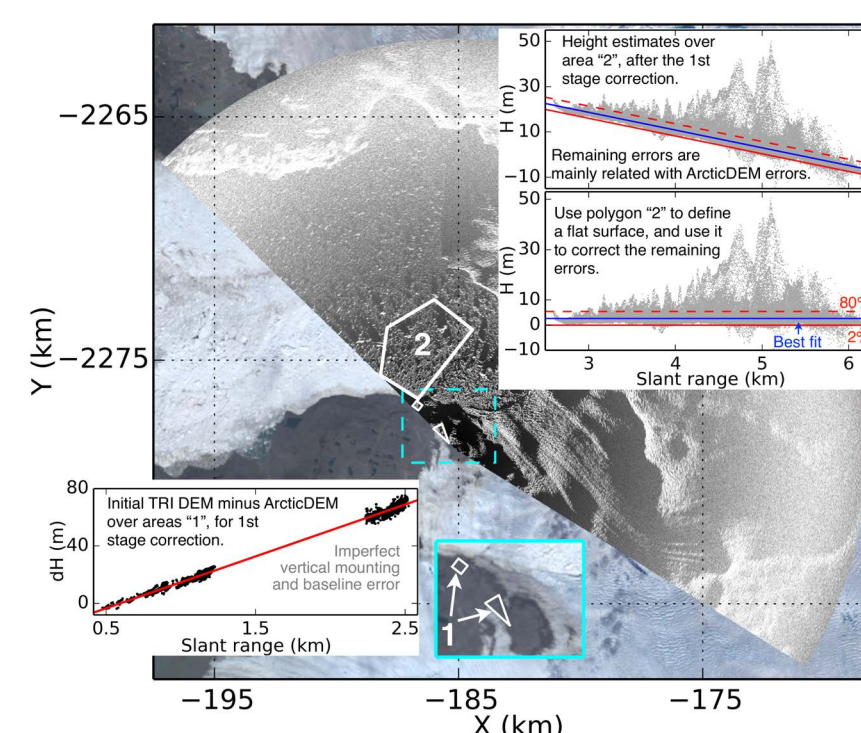 50
30
10
−10
H (m)
Height estimates over
area “2”, after the 1st
stage correction.
Remaining errors are
mainly related with ArcticDEM errors.
50
30
10
0
−10
H (m)
Use polygon “2” to define
a flat surface, and use it
to correct the remaining
errors.
80
2%
Best fit
3
4
5
6
Slant range (km)
−2265
−2275
Y (km)
2
80
40
0
dH (m)
Initial TRI DEM minus ArcticDEM
over areas “1”, for 1st
stage correction.
Imperfect
vertical mounting
and baseline error
0.5
1.5
2.5
Slant range (km)
1
−195
−185
−175
X (km)